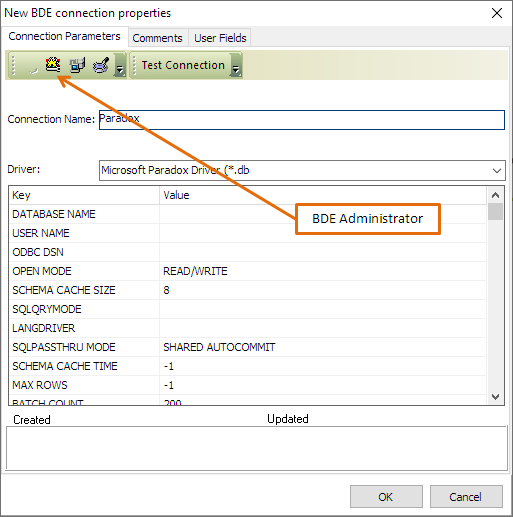 New BDE connection properties
Connection Parameters Comments User Fields
Test Connection
Connection Name: Paradox
Driver: Microsoft Paradox Driver (*.db
Key Value
DATABASE NAME
BDE Administrator
USER NAME
ODBC DSN
OPEN MODE READ/WRITE
SCHEMA CACHE SIZE 8
SQLQRYMODE
LANGDRIVER
SQLPASSTHRU MODE SHARED AUTOCOMMIT
SCHEMA CACHE TIME -1
MAX ROWS -1
BATCH COUNT 200
Created Updated
OK Cancel